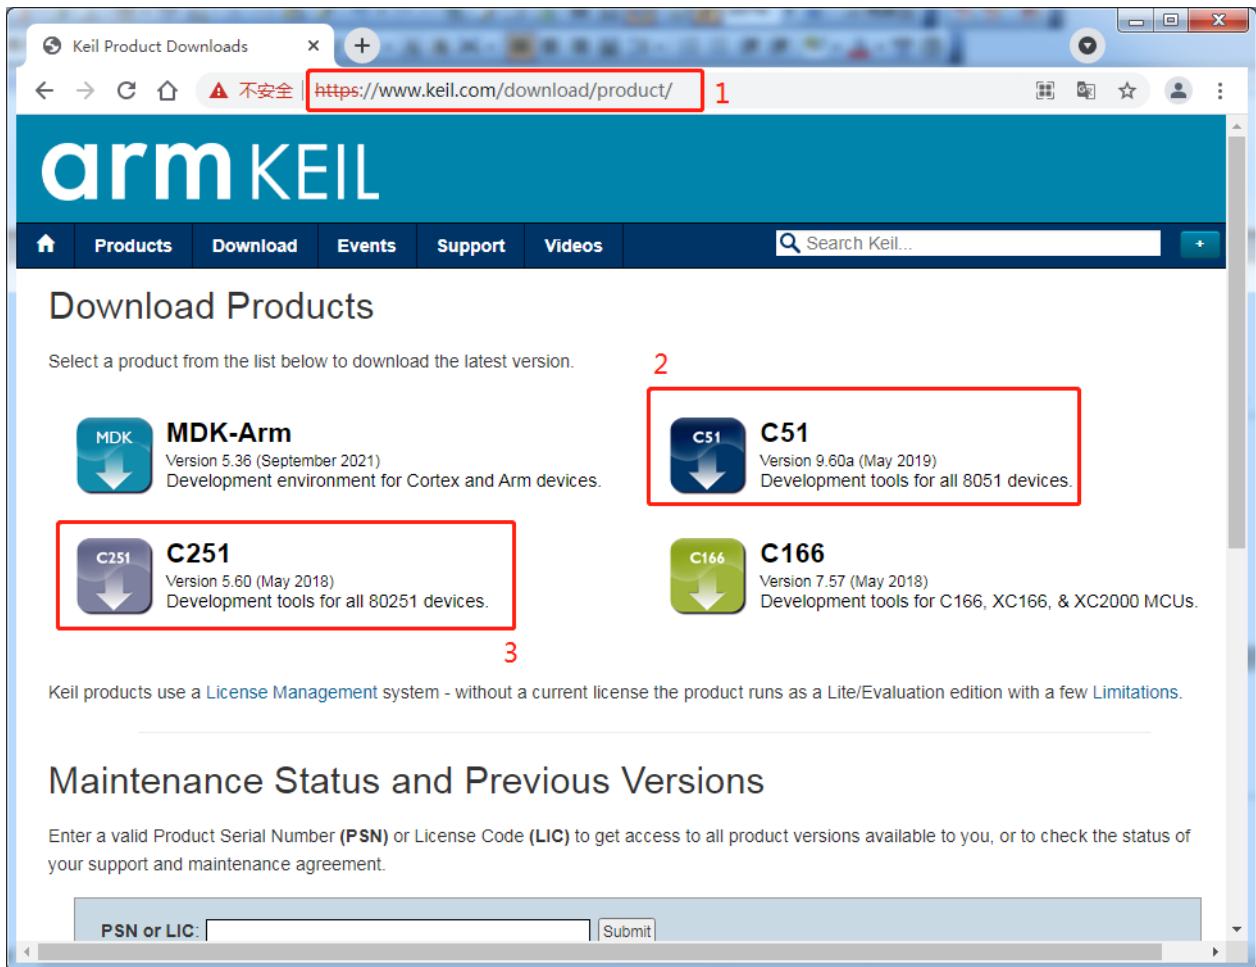 Keil Product Downloads
不安全 https://www.keil.com/download/product/ 1
arm KEIL
Products Download Events Support Videos Search Keil... +
Download Products
Select a product from the list below to download the latest version.
2
MDK
MDK-Arm
Version 5.36 (September 2021)
Development environment for Cortex and Arm devices.
C51
C51
Version 9.60a (May 2019)
Development tools for all 8051 devices.
C251
C251
Version 5.60 (May 2018)
Development tools for all 80251 devices.
C166
C166
Version 7.57 (May 2018)
Development tools for C166, XC166, & XC2000 MCUs.
3
Keil products use a License Management system - without a current license the product runs as a Lite/Evaluation edition with a few Limitations.
Maintenance Status and Previous Versions
Enter a valid Product Serial Number (PSN) or License Code (LIC) to get access to all product versions available to you, or to check the status of
your support and maintenance agreement.
PSN or LIC: Submit